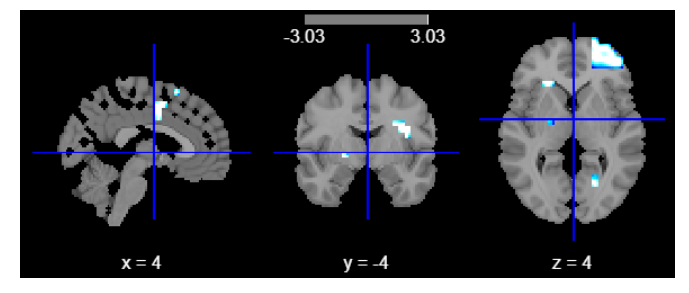 -3.03 3.03
x = 4 y = -4 z = 4